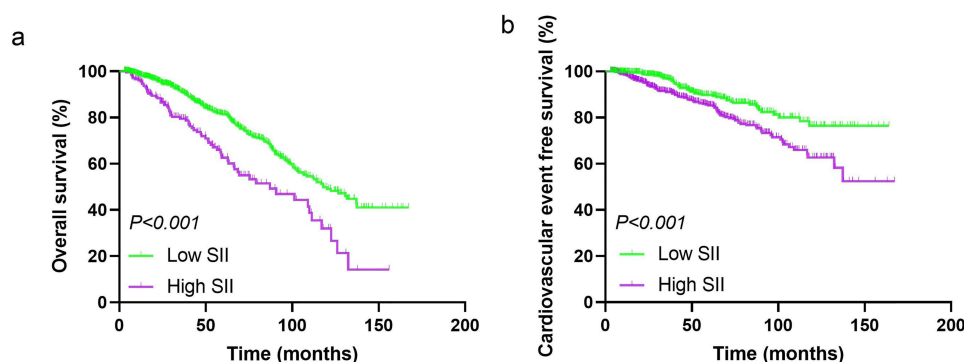 a
Overall survival (%)
100
80
60
40
20
0
P<0.001
Low SII
High SII
0 50 100 150 200
Time (months)
b
Cardiovascular event free survival (%)
100
80
60
40
20
0
P<0.001
Low SII
High SII
0 50 100 150 200
Time (months)